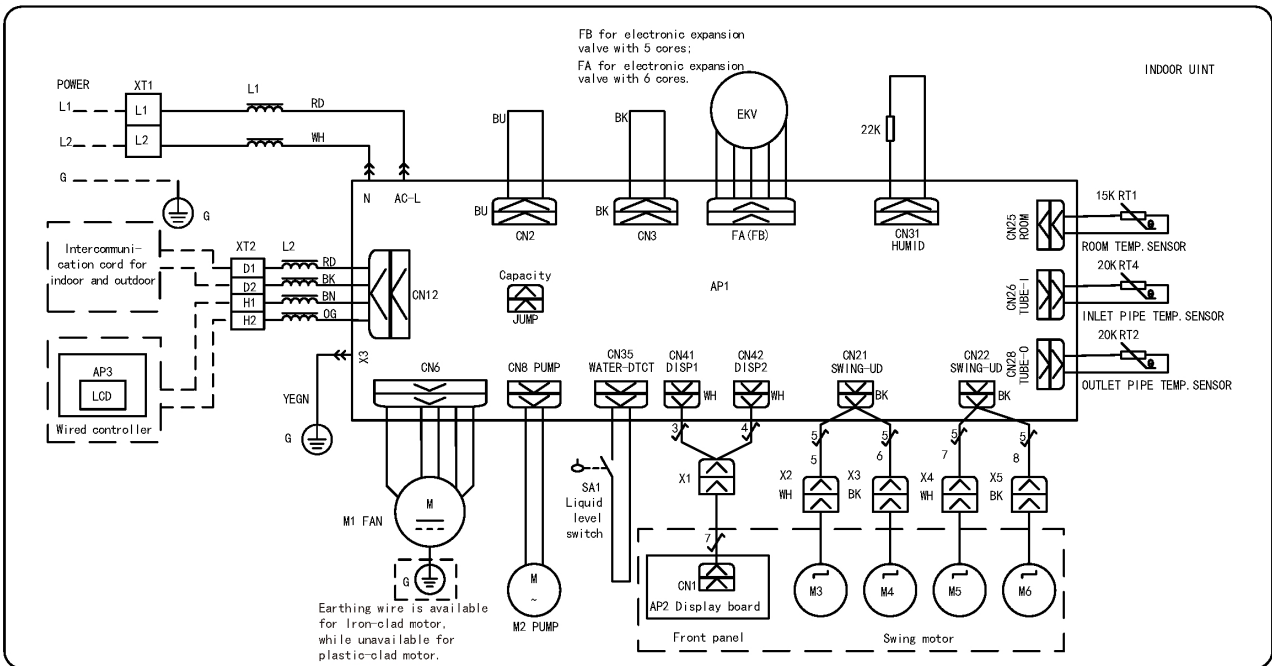 FB for electronic expansion
valve with 5 cores;
FA for electronic expansion
valve with 6 cores.
INDOOR UINT
POWER
XT1
L1
L1
L1
RD
L2
L2
WH
G
G
N
AC-L
BU
BU
CN2
BK
BK
CN3
EKV
FA(FB)
22K
CN31
HUMID
CN25
ROOM
15K RT1
θ
ROOM TEMP.SENSOR
CN26
TUBE-I
20K RT4
θ
INLET PIPE TEMP.SENSOR
CN28
TUBE-O
20K RT2
θ
OUTLET PIPE TEMP.SENSOR
Intercommuni-
cation cord for
indoor and outdoor
XT2
L2
D1
RD
D2
BK
H1
BN
H2
OG
CN12
Capacity
JUMP
AP1
AP3
LCD
Wired controller
X3
YEGN
G
CN6
CN8 PUMP
CN35
WATER-DTCT
CN41
DISP1
WH
CN42
DISP2
WH
CN21
SWING-UD
BK
CN22
SWING-UD
BK
3
4
5
5
5
6
5
7
5
8
X1
X2
WH
X3
BK
X4
WH
X5
BK
SA1
Liquid
level
switch
M
M1 FAN
G
Earthing wire is available
for Iron-clad motor,
while unavailable for
plastic-clad motor.
M
~
M2 PUMP
7
CN1
AP2 Display board
Front panel
M3
M4
M5
M6
Swing motor